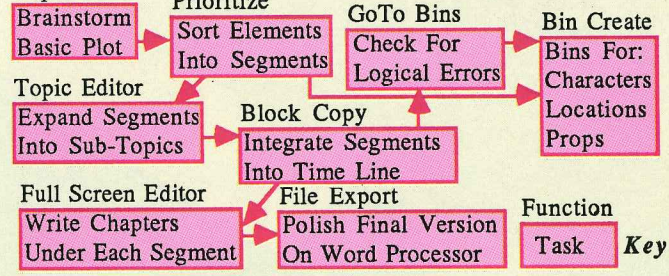 Prioritize
GoTo Bins
Bin Create
Brainstorm
Basic Plot
Sort Elements
Into Segments
Check For
Logical Errors
Bins For:
Characters
Locations
Props
Topic Editor
Expand Segments
Into Sub-Topics
Block Copy
Integrate Segments
Into Time Line
Full Screen Editor
Write Chapters
Under Each Segment
File Export
Polish Final Version
On Word Processor
Function
Task
Key